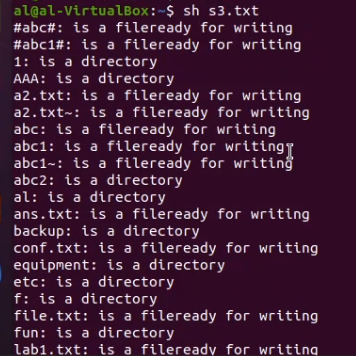 al@al-VirtualBox:~$ sh s3.txt
#abc#: is a fileready for writing
#abc1#: is a fileready for writing
1: is a directory
AAA: is a directory
a2.txt: is a fileready for writing
a2.txt~: is a fileready for writing
abc: is a fileready for writing
abc1: is a fileready for writing
abc1~: is a fileready for writing
abc2: is a directory
al: is a directory
ans.txt: is a fileready for writing
backup: is a directory
conf.txt: is a fileready for writing
equipment: is a directory
etc: is a directory
f: is a directory
file.txt: is a fileready for writing
fun: is a directory
lab1.txt: is a fileready for writing